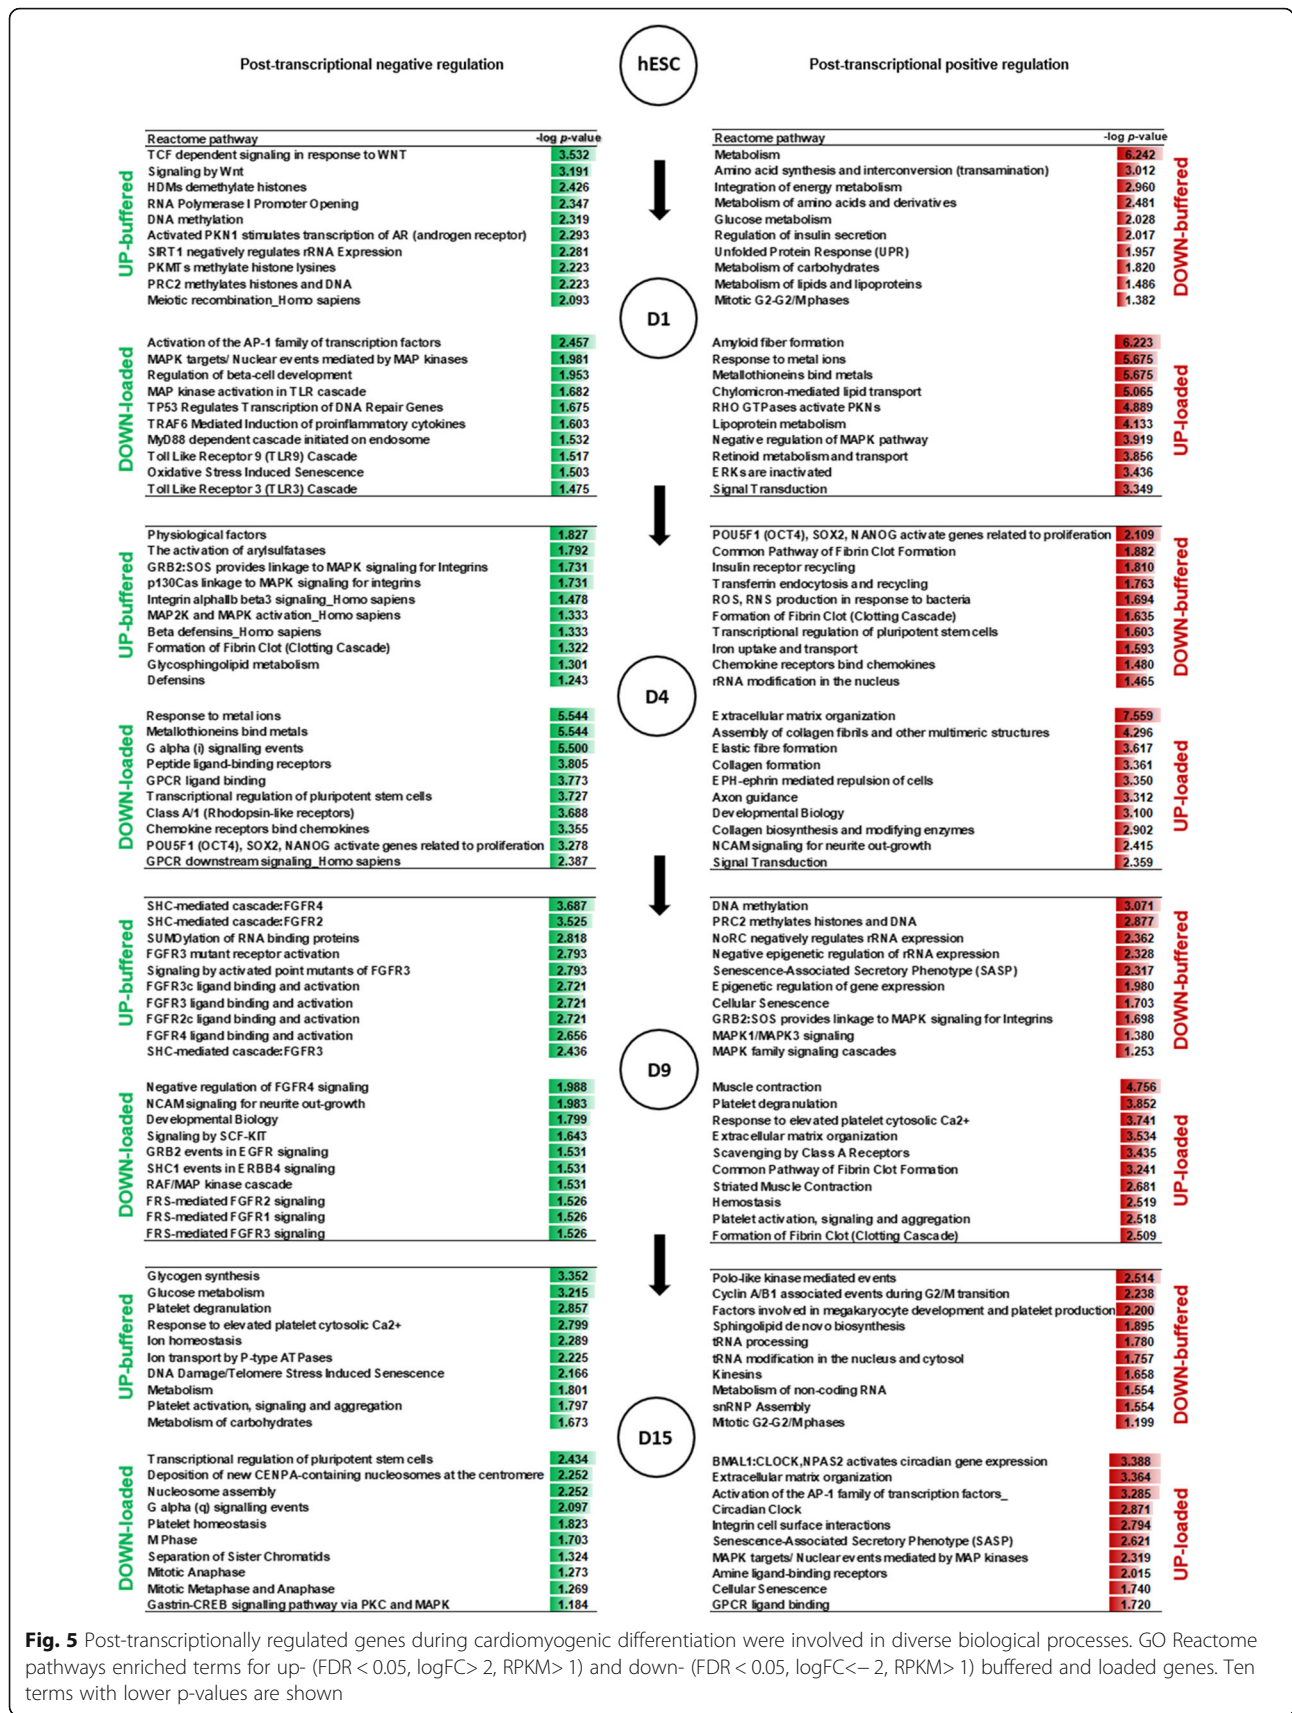 Post-transcriptional negative regulation
hESC
Post-transcriptional positive regulation
UP-buffered
Reactome pathway -log p-value
TCF dependent signaling in response to WNT 3.532
Signaling by Wnt 3.191
HDMs demethylate histones 2.426
RNA Polymerase I Promoter Opening 2.347
DNA methylation 2.319
Activated PKN1 stimulates transcription of AR (androgen receptor) 2.293
SIRT1 negatively regulates rRNA Expression 2.281
PKMTs methylate histone lysines 2.223
PRC2 methylates histones and DNA 2.223
Meiotic recombination_Homo sapiens 2.093
DOWN-buffered
Reactome pathway -log p-value
Metabolism 6.242
Amino acid synthesis and interconversion (transamination) 3.012
Integration of energy metabolism 2.960
Metabolism of amino acids and derivatives 2.481
Glucose metabolism 2.028
Regulation of insulin secretion 2.017
Unfolded Protein Response (UPR) 1.957
Metabolism of carbohydrates 1.820
Metabolism of lipids and lipoproteins 1.486
Mitotic G2-G2/M phases 1.382
D1
DOWN-loaded
Activation of the AP-1 family of transcription factors 2.457
MAPK targets/ Nuclear events mediated by MAP kinases 1.981
Regulation of beta-cell development 1.953
MAP kinase activation in TLR cascade 1.682
TP53 Regulates Transcription of DNA Repair Genes 1.675
TRAF6 Mediated Induction of proinflammatory cytokines 1.603
MyD88 dependent cascade initiated on endosome 1.532
Toll Like Receptor 9 (TLR9) Cascade 1.517
Oxidative Stress Induced Senescence 1.503
Toll Like Receptor 3 (TLR3) Cascade 1.475
UP-loaded
Amyloid fiber formation 6.223
Response to metal ions 5.675
Metallothioneins bind metals 5.675
Chylomicron-mediated lipid transport 5.065
RHO GTPases activate PKNs 4.889
Lipoprotein metabolism 4.133
Negative regulation of MAPK pathway 3.919
Retinoid metabolism and transport 3.856
ERKs are inactivated 3.436
Signal Transduction 3.349
UP-buffered
Physiological factors 1.827
The activation of arylsulfatases 1.792
GRB2:SOS provides linkage to MAPK signaling for Integrins 1.731
p130Cas linkage to MAPK signaling for integrins 1.731
Integrin alphaIIb beta3 signaling_Homo sapiens 1.478
MAP2K and MAPK activation_Homo sapiens 1.333
Beta defensins_Homo sapiens 1.333
Formation of Fibrin Clot (Clotting Cascade) 1.322
Glycosphingolipid metabolism 1.301
Defensins 1.243
DOWN-buffered
POU5F1 (OCT4), SOX2, NANOG activate genes related to proliferation 2.109
Common Pathway of Fibrin Clot Formation 1.882
Insulin receptor recycling 1.810
Transferrin endocytosis and recycling 1.763
ROS, RNS production in response to bacteria 1.694
Formation of Fibrin Clot (Clotting Cascade) 1.635
Transcriptional regulation of pluripotent stem cells 1.603
Iron uptake and transport 1.593
Chemokine receptors bind chemokines 1.480
rRNA modification in the nucleus 1.465
D4
DOWN-loaded
Response to metal ions 5.544
Metallothioneins bind metals 5.544
G alpha (i) signalling events 5.500
Peptide ligand-binding receptors 3.805
GPCR ligand binding 3.773
Transcriptional regulation of pluripotent stem cells 3.727
Class A/1 (Rhodopsin-like receptors) 3.688
Chemokine receptors bind chemokines 3.355
POU5F1 (OCT4), SOX2, NANOG activate genes related to proliferation 3.278
GPCR downstream signaling_Homo sapiens 2.387
UP-loaded
Extracellular matrix organization 7.559
Assembly of collagen fibrils and other multimeric structures 4.296
Elastic fibre formation 3.617
Collagen formation 3.361
EPH-ephrin mediated repulsion of cells 3.350
Axon guidance 3.312
Developmental Biology 3.100
Collagen biosynthesis and modifying enzymes 2.902
NCAM signaling for neurite out-growth 2.415
Signal Transduction 2.359
UP-buffered
SHC-mediated cascade:FGFR4 3.687
SHC-mediated cascade:FGFR2 3.525
SUMOylation of RNA binding proteins 2.818
FGFR3 mutant receptor activation 2.793
Signaling by activated point mutants of FGFR3 2.793
FGFR3c ligand binding and activation 2.721
FGFR3 ligand binding and activation 2.721
FGFR2c ligand binding and activation 2.721
FGFR4 ligand binding and activation 2.656
SHC-mediated cascade:FGFR3 2.436
DOWN-buffered
DNA methylation 3.071
PRC2 methylates histones and DNA 2.877
NoRC negatively regulates rRNA expression 2.362
Negative epigenetic regulation of rRNA expression 2.328
Senescence-Associated Secretory Phenotype (SASP) 2.317
Epigenetic regulation of gene expression 1.980
Cellular Senescence 1.703
GRB2:SOS provides linkage to MAPK signaling for Integrins 1.698
MAPK1/MAPK3 signaling 1.380
MAPK family signaling cascades 1.253
D9
DOWN-loaded
Negative regulation of FGFR4 signaling 1.988
NCAM signaling for neurite out-growth 1.983
Developmental Biology 1.799
Signaling by SCF-KIT 1.643
GRB2 events in EGFR signaling 1.531
SHC1 events in ERBB4 signaling 1.531
RAF/MAP kinase cascade 1.531
FRS-mediated FGFR2 signaling 1.526
FRS-mediated FGFR1 signaling 1.526
FRS-mediated FGFR3 signaling 1.526
UP-loaded
Muscle contraction 4.756
Platelet degranulation 3.852
Response to elevated platelet cytosolic Ca2+ 3.741
Extracellular matrix organization 3.534
Scavenging by Class A Receptors 3.435
Common Pathway of Fibrin Clot Formation 3.241
Striated Muscle Contraction 2.681
Hemostasis 2.519
Platelet activation, signaling and aggregation 2.518
Formation of Fibrin Clot (Clotting Cascade) 2.509
UP-buffered
Glycogen synthesis 3.352
Glucose metabolism 3.215
Platelet degranulation 2.857
Response to elevated platelet cytosolic Ca2+ 2.799
Ion homeostasis 2.289
Ion transport by P-type ATPases 2.225
DNA Damage/Telomere Stress Induced Senescence 2.166
Metabolism 1.801
Platelet activation, signaling and aggregation 1.797
Metabolism of carbohydrates 1.673
DOWN-buffered
Polo-like kinase mediated events 2.514
Cyclin A/B1 associated events during G2/M transition 2.238
Factors involved in megakaryocyte development and platelet production 2.200
Sphingolipid de novo biosynthesis 1.895
tRNA processing 1.780
tRNA modification in the nucleus and cytosol 1.757
Kinesins 1.658
Metabolism of non-coding RNA 1.554
snRNP Assembly 1.554
Mitotic G2-G2/M phases 1.199
D15
DOWN-loaded
Transcriptional regulation of pluripotent stem cells 2.434
Deposition of new CENPA-containing nucleosomes at the centromere 2.252
Nucleosome assembly 2.252
G alpha (q) signalling events 2.097
Platelet homeostasis 1.823
M Phase 1.703
Separation of Sister Chromatids 1.324
Mitotic Anaphase 1.273
Mitotic Metaphase and Anaphase 1.269
Gastrin-CREB signalling pathway via PKC and MAPK 1.184
UP-loaded
BMAL1:CLOCK,NPAS2 activates circadian gene expression 3.388
Extracellular matrix organization 3.364
Activation of the AP-1 family of transcription factors_ 3.285
Circadian Clock 2.871
Integrin cell surface interactions 2.794
Senescence-Associated Secretory Phenotype (SASP) 2.621
MAPK targets/ Nuclear events mediated by MAP kinases 2.319
Amine ligand-binding receptors 2.015
Cellular Senescence 1.740
GPCR ligand binding 1.720
Fig. 5 Post-transcriptionally regulated genes during cardiomyogenic differentiation were involved in diverse biological processes. GO Reactome
pathways enriched terms for up- (FDR < 0.05, logFC> 2, RPKM> 1) and down- (FDR < 0.05, logFC<− 2, RPKM> 1) buffered and loaded genes. Ten
terms with lower p-values are shown